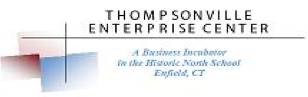 THOMPSONVILLE
ENTERPRISE CENTER
A Business Incubator
in the Historic North School
Enfield, CT